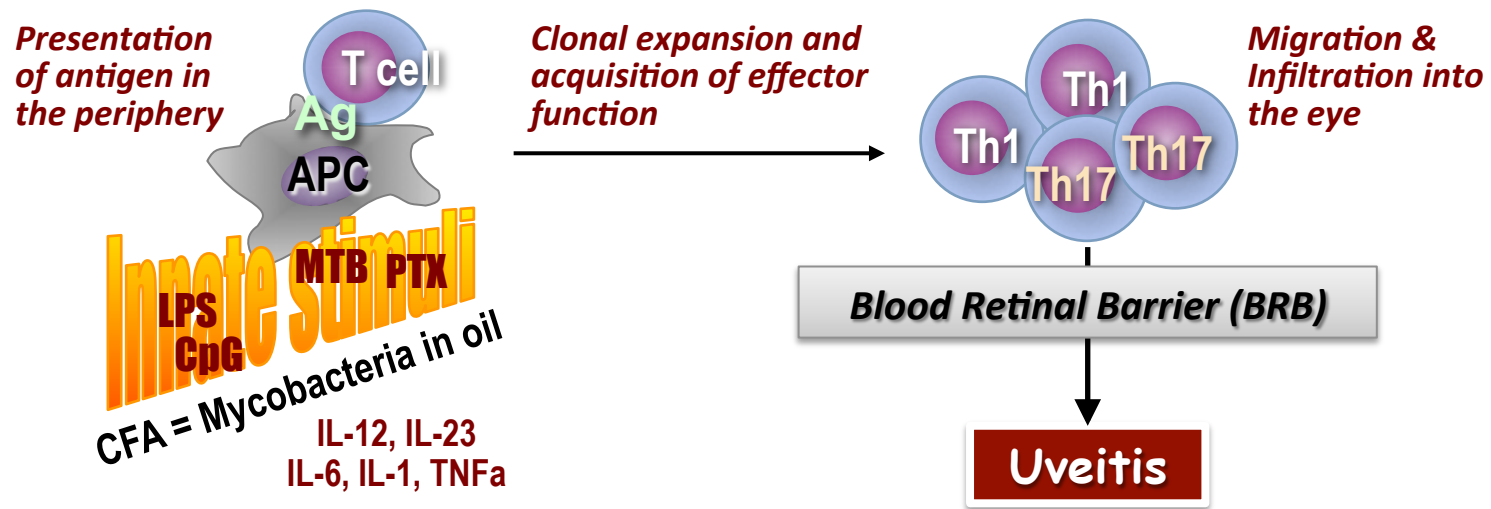 Presentation
of antigen in
the periphery
T cell
Ag
APC
Innate stimuli
MTB PTX
LPS
CpG
CFA = Mycobacteria in oil
IL-12, IL-23
IL-6, IL-1, TNFa
Clonal expansion and
acquisition of effector
function
Th1
Th1
Th17
Th17
Migration &
Infiltration into
the eye
Blood Retinal Barrier (BRB)
Uveitis